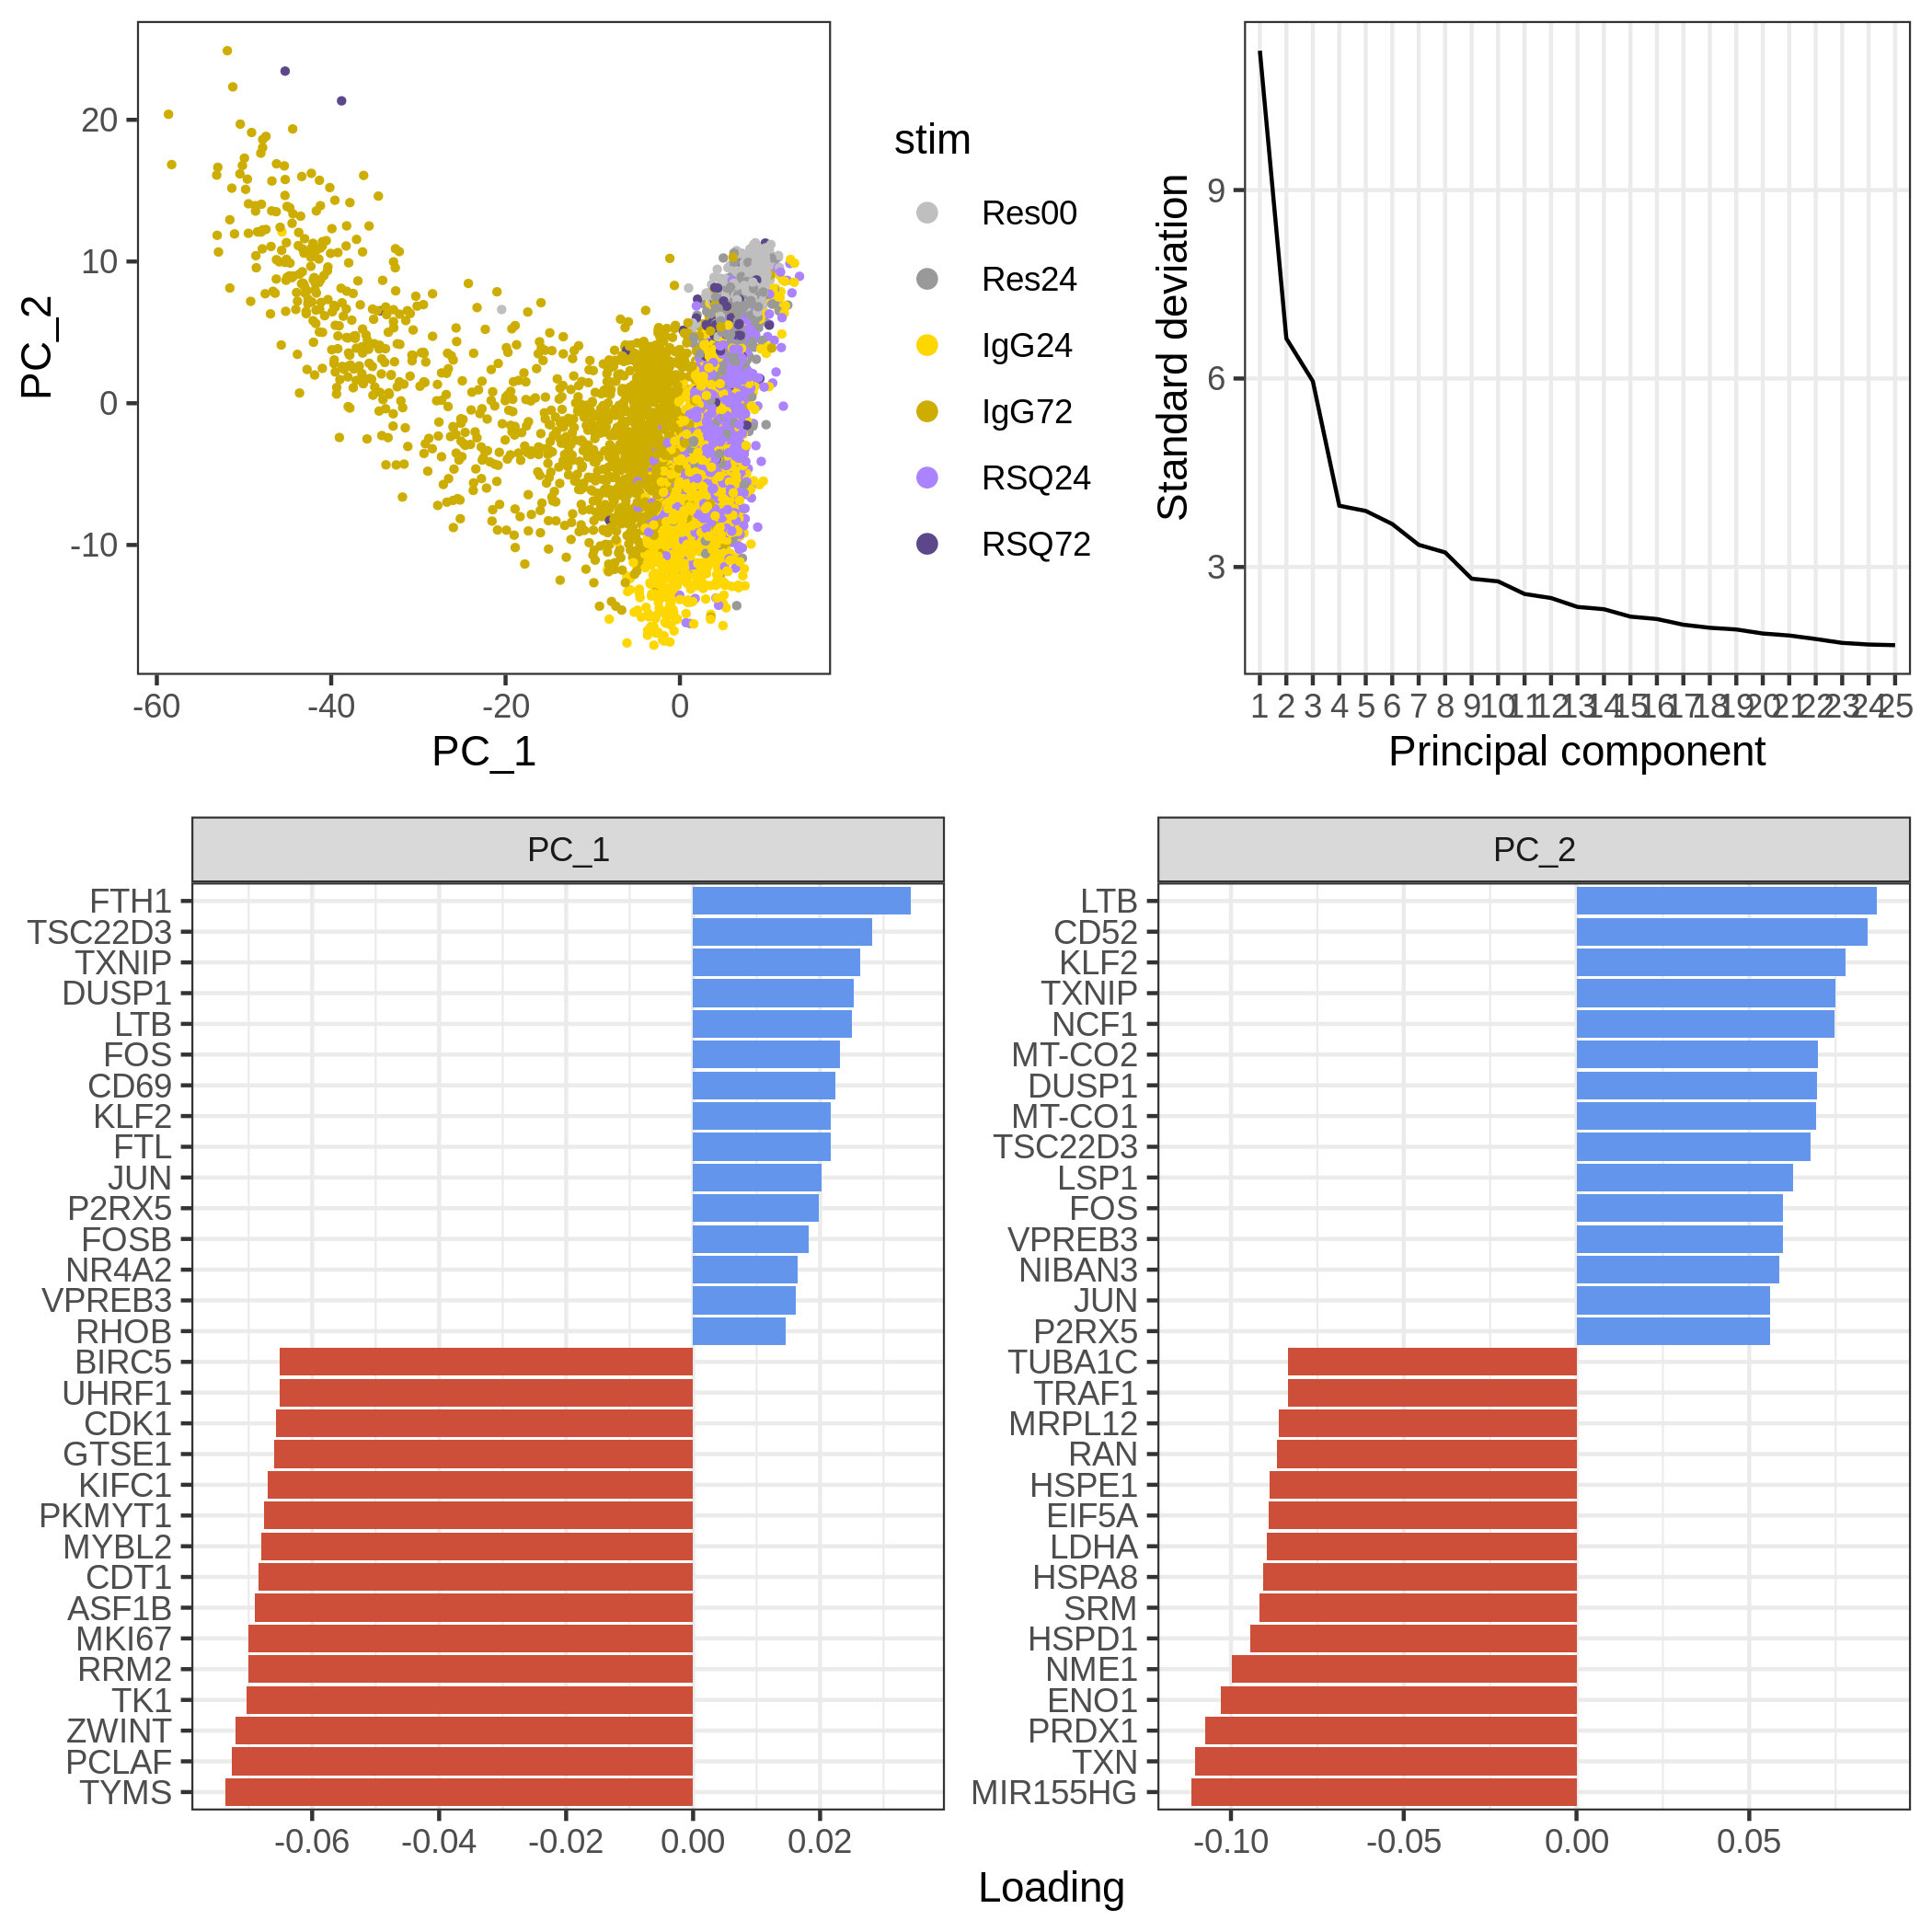 20
10
0
-10
PC_2
-60 -40 -20 0
PC_1
stim
Res00
Res24
IgG24
IgG72
RSQ24
RSQ72
9
6
3
Standard deviation
1 2 3 4 5 6 7 8 9 10 11 12 13 14 15 16 17 18 19 20 21 22 23 24 25
Principal component
PC_1
FTH1
TSC22D3
TXNIP
DUSP1
LTB
FOS
CD69
KLF2
FTL
JUN
P2RX5
FOSB
NR4A2
VPREB3
RHOB
BIRC5
UHRF1
CDK1
GTSE1
KIFC1
PKMYT1
MYBL2
CDT1
ASF1B
MKI67
RRM2
TK1
ZWINT
PCLAF
TYMS
-0.06 -0.04 -0.02 0.00 0.02
PC_2
LTB
CD52
KLF2
TXNIP
NCF1
MT-CO2
DUSP1
MT-CO1
TSC22D3
LSP1
FOS
VPREB3
NIBAN3
JUN
P2RX5
TUBA1C
TRAF1
MRPL12
RAN
HSPE1
EIF5A
LDHA
HSPA8
SRM
HSPD1
NME1
ENO1
PRDX1
TXN
MIR155HG
-0.10 -0.05 0.00 0.05
Loading